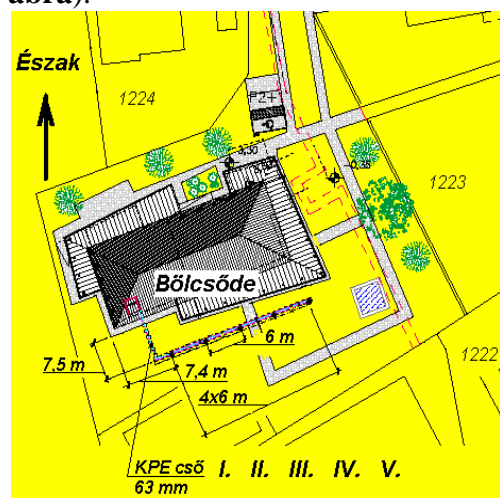 ábra).
Észak
1224
P2+
1223
Bölcsőde
6 m
7,5 m
7,4 m
1222
4x6 m
KPE cső I. II. III. IV. V.
63 mm